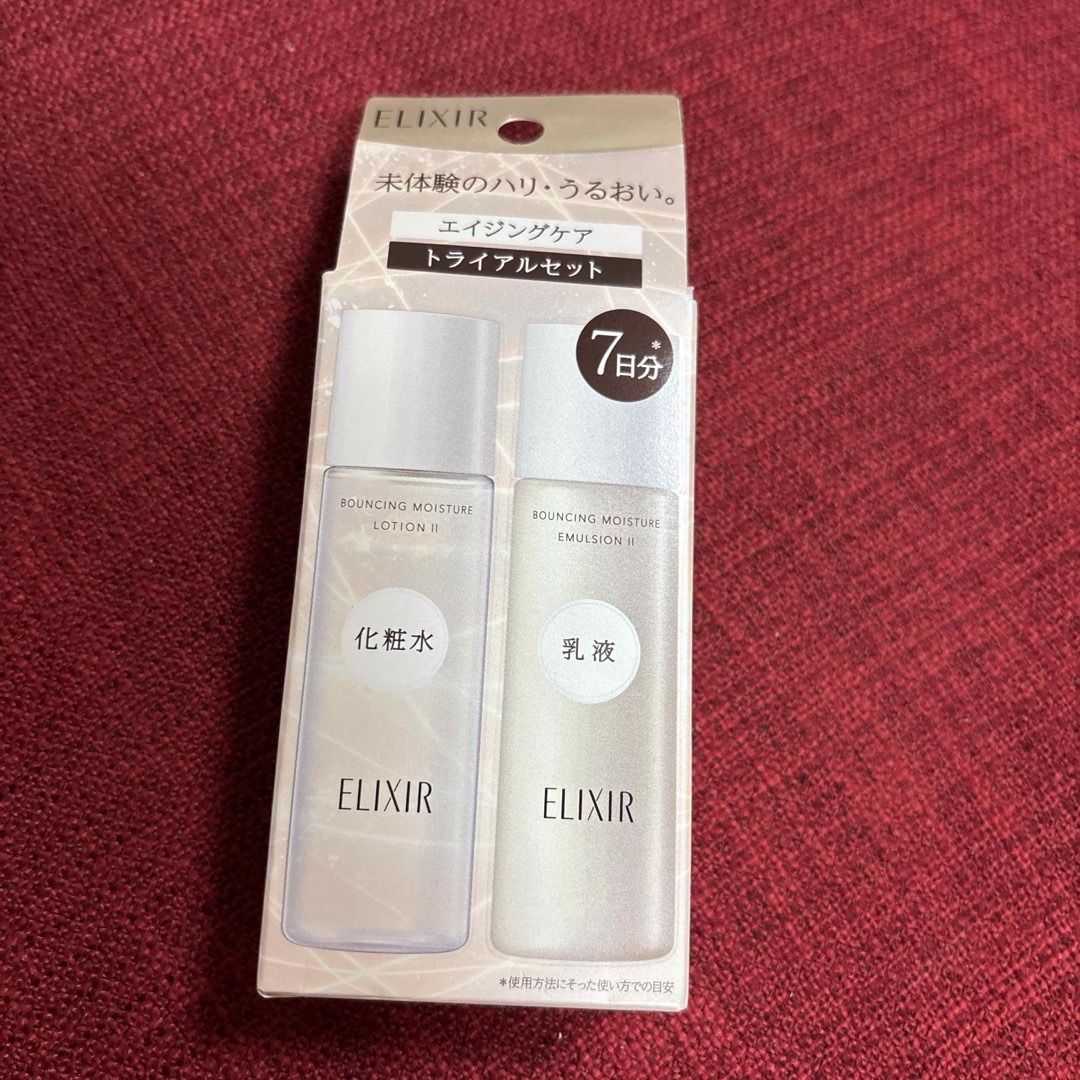 ELIXIR
未体験のハリ・うるおい。
エイジングケア
トライアルセット
7日分*
BOUNCING MOISTURE
LOTION II
化粧水
ELIXIR
BOUNCING MOISTURE
EMULSION II
乳液
ELIXIR
*使用方法にそった使い方での目安